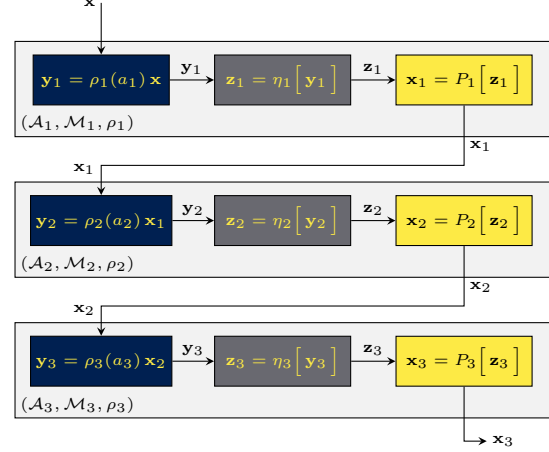 𝐱
𝐲₁ = ρ₁(a₁) 𝐱 𝐲₁ 𝐳₁ = η₁[𝐲₁] 𝐳₁ 𝐱₁ = P₁[𝐳₁]
(𝒜₁, ℳ₁, ρ₁)
𝐱₁
𝐱₁
𝐲₂ = ρ₂(a₂) 𝐱₁ 𝐲₂ 𝐳₂ = η₂[𝐲₂] 𝐳₂ 𝐱₂ = P₂[𝐳₂]
(𝒜₂, ℳ₂, ρ₂)
𝐱₂
𝐱₂
𝐲₃ = ρ₃(a₃) 𝐱₂ 𝐲₃ 𝐳₃ = η₃[𝐲₃] 𝐳₃ 𝐱₃ = P₃[𝐳₃]
(𝒜₃, ℳ₃, ρ₃)
𝐱₃